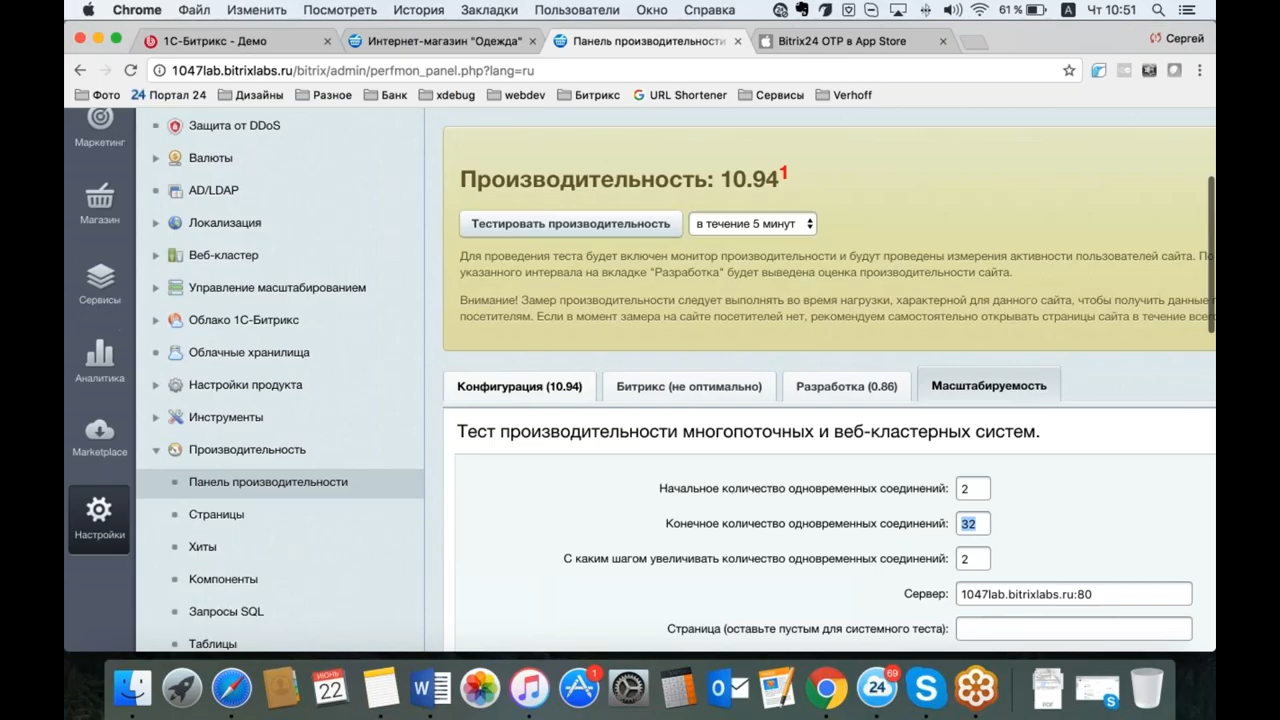 Chrome Файл Изменить Посмотреть История Закладки Пользователи Окно Справка 61 % A Чт 10:51
1С-Битрикс - Демо × Интернет-магазин "Одежда" × Панель производительности × Bitrix24 OTP в App Store × Сергей
1047lab.bitrixlabs.ru/bitrix/admin/perfmon_panel.php?lang=ru
Фото 24 Портал 24 Дизайны Разное Банк xdebug webdev Битрикс G URL Shortener Сервисы Verhoff
Маркетинг
Магазин
Сервисы
Аналитика
Marketplace
Настройки
Защита от DDoS
Валюты
AD/LDAP
Локализация
Веб-кластер
Управление масштабированием
Облако 1С-Битрикс
Облачные хранилища
Настройки продукта
Инструменты
Производительность
Панель производительности
Страницы
Хиты
Компоненты
Запросы SQL
Таблицы
Производительность: 10.94 1
Тестировать производительность в течение 5 минут
Для проведения теста будет включен монитор производительности и будут проведены измерения активности пользователей сайта. По
указанного интервала на вкладке "Разработка" будет выведена оценка производительности сайта.
Внимание! Замер производительности следует выполнять во время нагрузки, характерной для данного сайта, чтобы получить данные
посетителям. Если в момент замера на сайте посетителей нет, рекомендуем самостоятельно открывать страницы сайта в течение
Конфигурация (10.94) Битрикс (не оптимально) Разработка (0.86) Масштабируемость
Тест производительности многопоточных и веб-кластерных систем.
Начальное количество одновременных соединений: 2
Конечное количество одновременных соединений: 32
С каким шагом увеличивать количество одновременных соединений: 2
Сервер: 1047lab.bitrixlabs.ru:80
Страница (оставьте пустым для системного теста):
ИЮНЬ
22
1
24
69
PDF